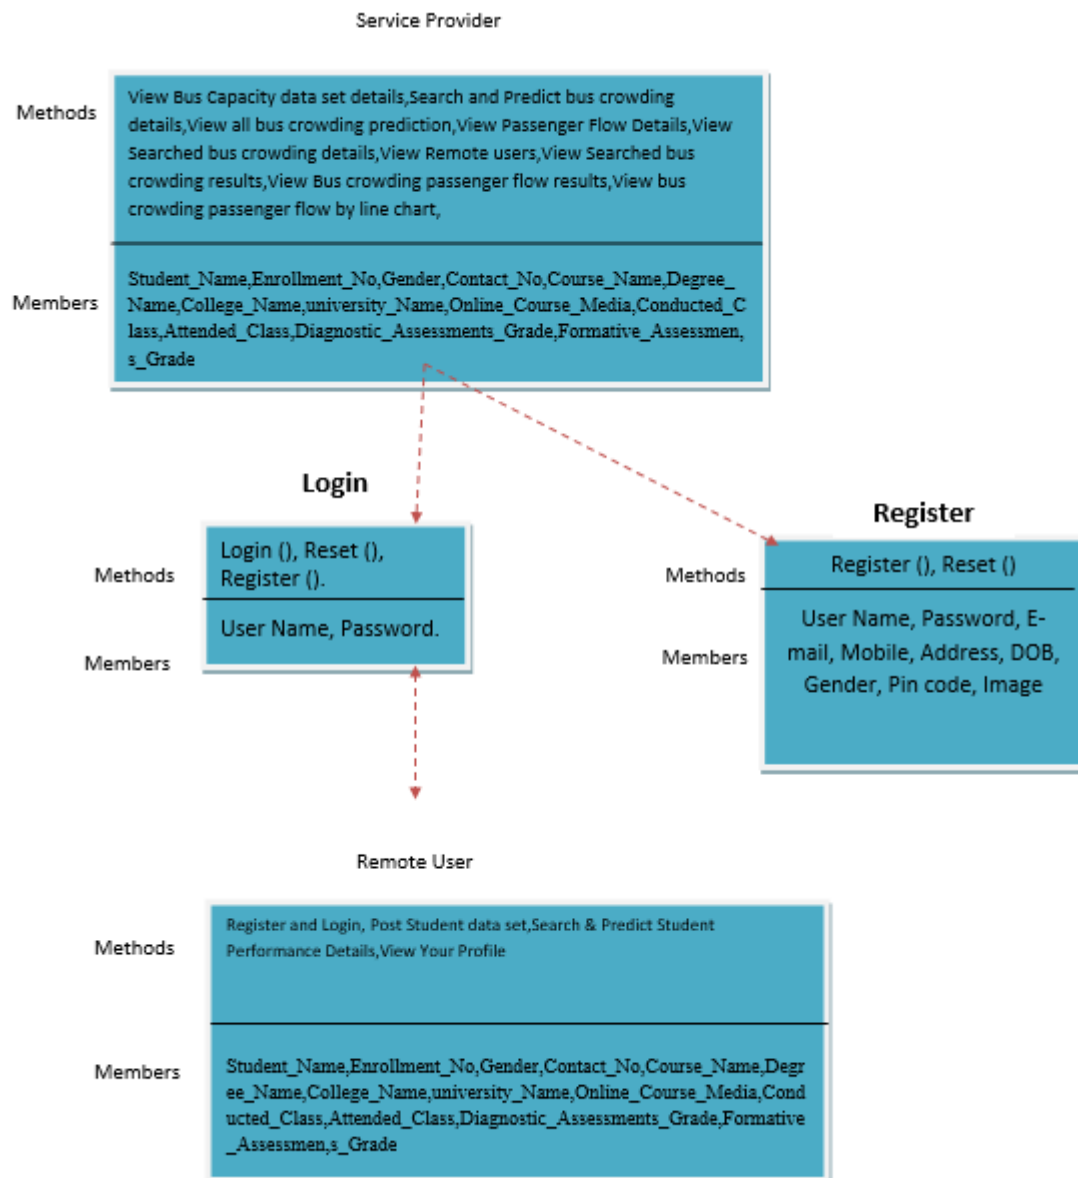 Service Provider
Methods
View Bus Capacity data set details,Search and Predict bus crowding
details,View all bus crowding prediction,View Passenger Flow Details,View
Searched bus crowding details,View Remote users,View Searched bus
crowding results,View Bus crowding passenger flow results,View bus
crowding passenger flow by line chart,
Members
Student_Name,Enrollment_No,Gender,Contact_No,Course_Name,Degree_
Name,College_Name,university_Name,Online_Course_Media,Conducted_C
lass,Attended_Class,Diagnostic_Assessments_Grade,Formative_Assessmen,
s_Grade
Login
Methods
Login (), Reset (),
Register ().
Members
User Name, Password.
Register
Methods
Register (), Reset ()
Members
User Name, Password, E-
mail, Mobile, Address, DOB,
Gender, Pin code, Image
Remote User
Methods
Register and Login, Post Student data set,Search & Predict Student
Performance Details,View Your Profile
Members
Student_Name,Enrollment_No,Gender,Contact_No,Course_Name,Degr
ee_Name,College_Name,university_Name,Online_Course_Media,Cond
ucted_Class,Attended_Class,Diagnostic_Assessments_Grade,Formative
_Assessmen,s_Grade